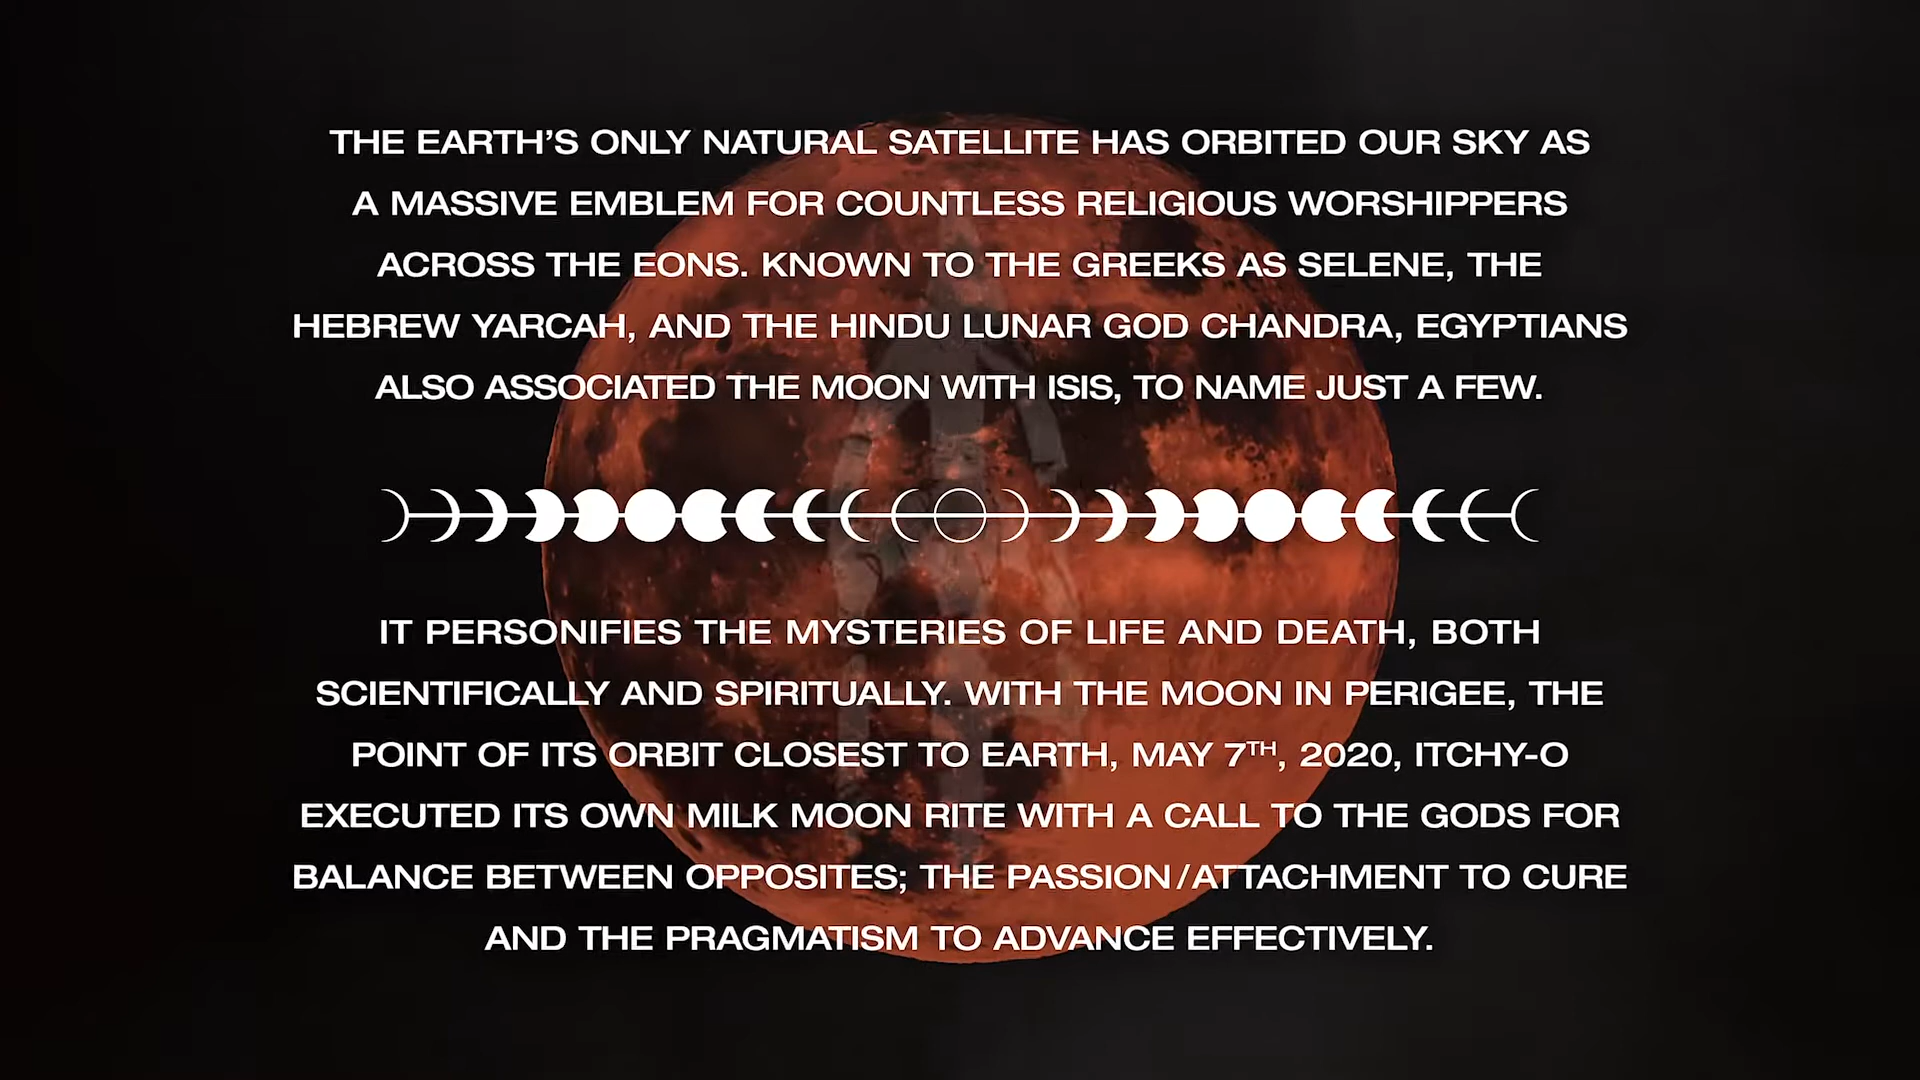 THE EARTH’S ONLY NATURAL SATELLITE HAS ORBITED OUR SKY AS
A MASSIVE EMBLEM FOR COUNTLESS RELIGIOUS WORSHIPPERS
ACROSS THE EONS. KNOWN TO THE GREEKS AS SELENE, THE
HEBREW YARCAH, AND THE HINDU LUNAR GOD CHANDRA, EGYPTIANS
ALSO ASSOCIATED THE MOON WITH ISIS, TO NAME JUST A FEW.
IT PERSONIFIES THE MYSTERIES OF LIFE AND DEATH, BOTH
SCIENTIFICALLY AND SPIRITUALLY. WITH THE MOON IN PERIGEE, THE
POINT OF ITS ORBIT CLOSEST TO EARTH, MAY 7TH, 2020, ITCHY-O
EXECUTED ITS OWN MILK MOON RITE WITH A CALL TO THE GODS FOR
BALANCE BETWEEN OPPOSITES; THE PASSION/ATTACHMENT TO CURE
AND THE PRAGMATISM TO ADVANCE EFFECTIVELY.